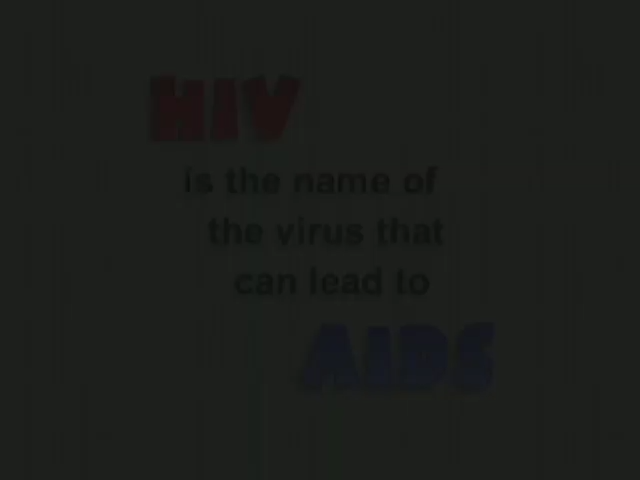 HIV
is the name of
the virus that
can lead to
AIDS